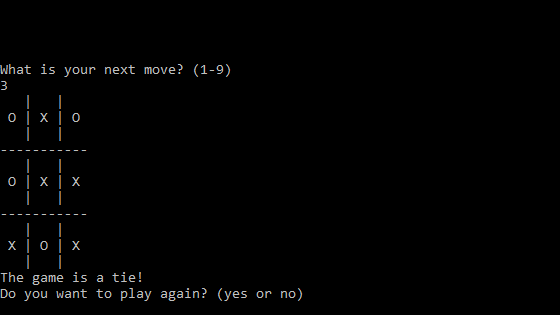 What is your next move? (1-9)
3
   |   |
 O | X | O
   |   |
-----------
   |   |
 O | X | X
   |   |
-----------
   |   |
 X | O | X
   |   |
The game is a tie!
Do you want to play again? (yes or no)